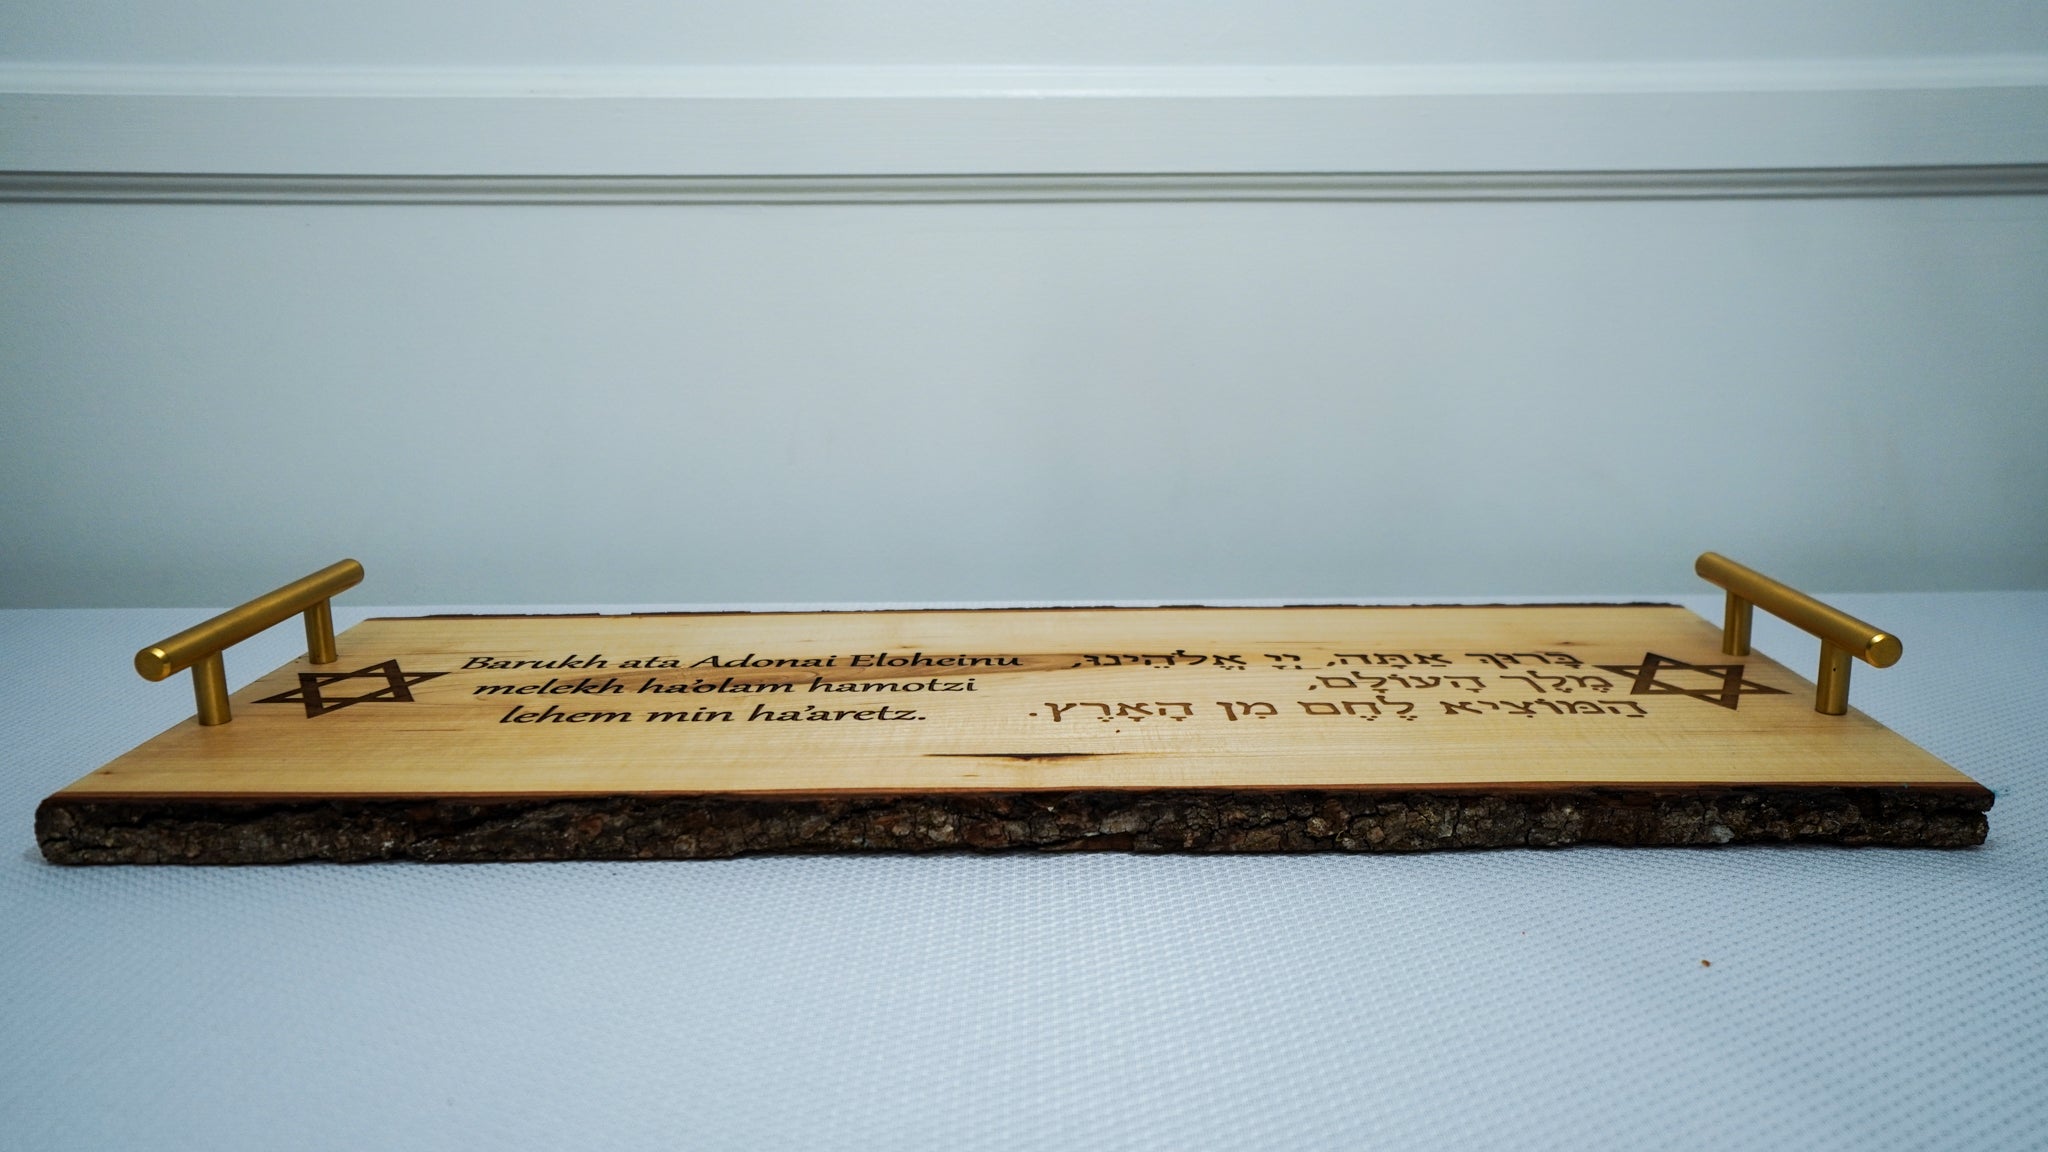 Barukh ata Adonai Eloheinu
melekh ha'olam hamotzi
lehem min ha'aretz.
בָּרוּךְ אַתָּה, יְיָ אֱלֹהֵינוּ,
מֶלֶךְ הָעוֹלָם,
הַמּוֹצִיא לֶחֶם מִן הָאָרֶץ.